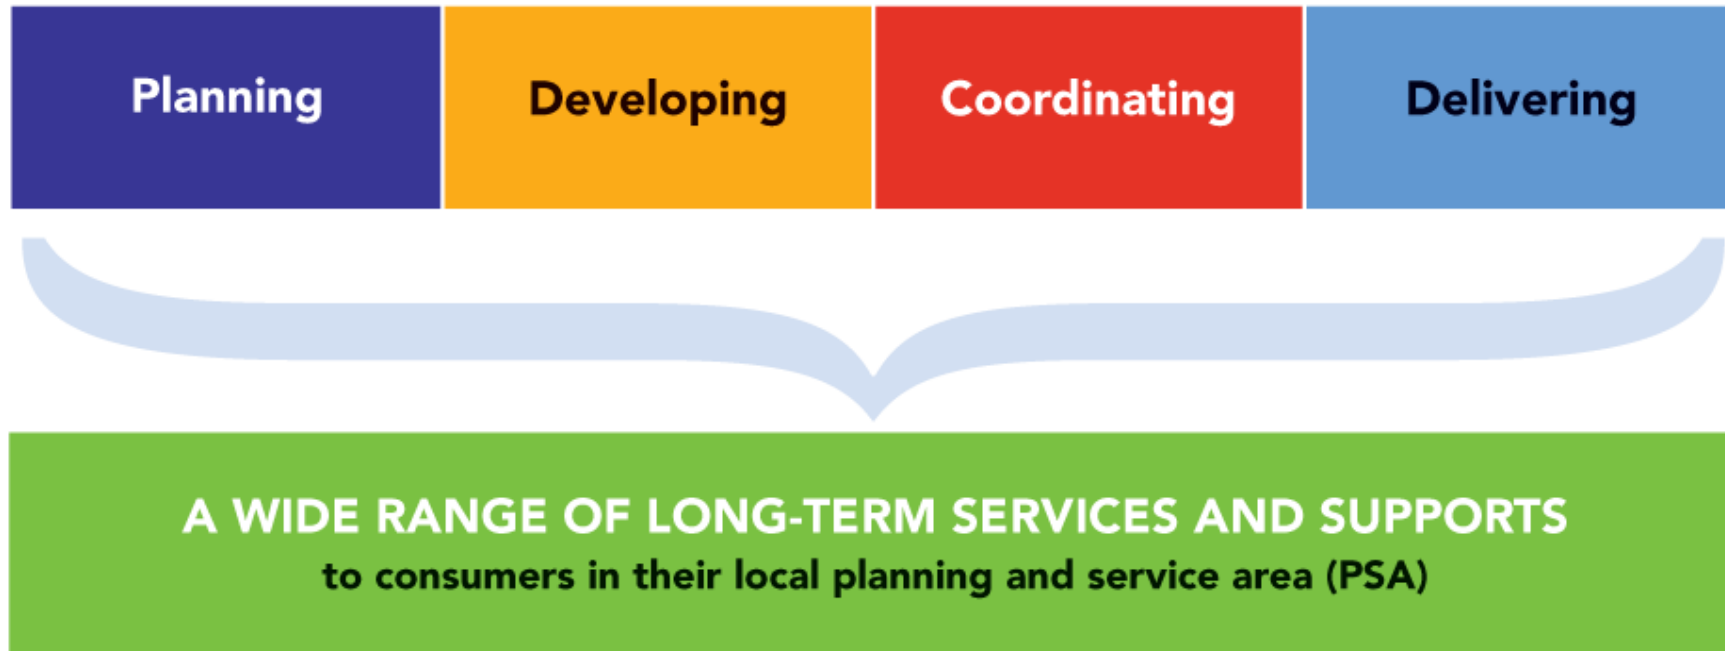 Planning
Developing
Coordinating
Delivering
A WIDE RANGE OF LONG-TERM SERVICES AND SUPPORTS
to consumers in their local planning and service area (PSA)